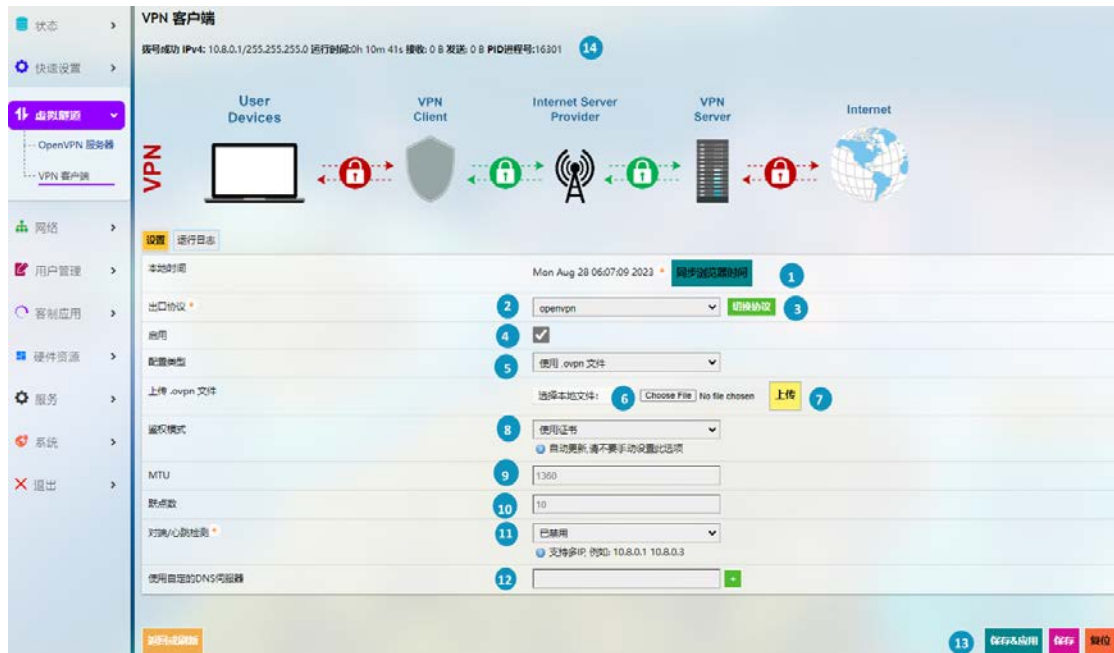 状态
快速设置
虚拟隧道
OpenVPN 服务器
VPN 客户端
网络
用户管理
客制应用
硬件资源
服务
系统
退出
VPN 客户端
拨号成功 IPv4: 10.8.0.1/255.255.255.0 运行时间:0h 10m 41s 接收: 0 B 发送: 0 B PID进程号:16301 14
VPN
User Devices
VPN Client
Internet Server Provider
VPN Server
Internet
设置 运行日志
本地时间 Mon Aug 28 06:07:09 2023 * 同步浏览器时间 1
出口协议 * 2 openvpn 切换协议 3
启用 4
配置类型 5 使用 .ovpn 文件
上传 .ovpn 文件 选择本地文件: 6 Choose File No file chosen 上传 7
鉴权模式 8 使用证书
自动更新,请不要手动设置此选项
MTU 9 1360
跃点数 10 10
对端/心跳检测 * 11 已禁用
支持多IP, 例如: 10.8.0.1 10.8.0.3
使用自定的DNS伺服器 12 +
返回或刷新 13 保存&应用 保存 复位